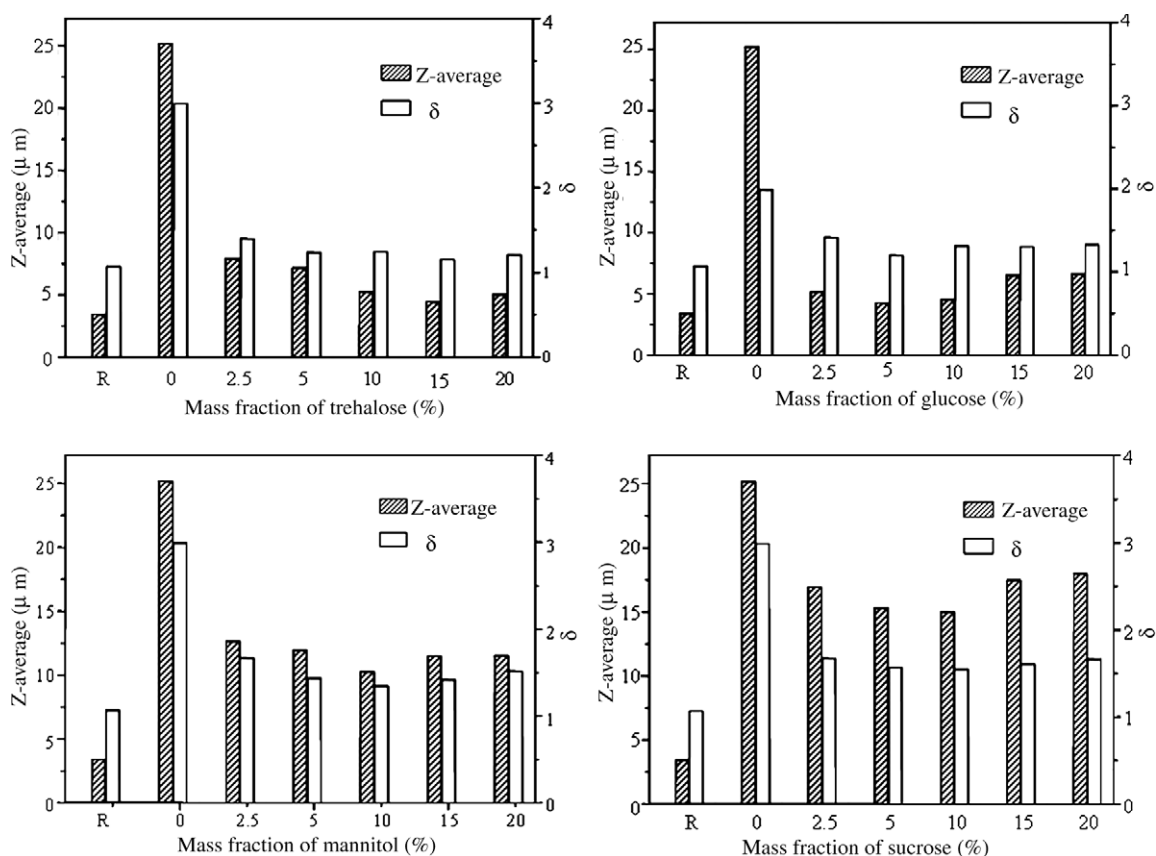 25
20
15
10
5
0
Z-average (μ m)
Z-average
δ
4
3
2
1
0
δ
R 0 2.5 5 10 15 20
Mass fraction of trehalose (%)
25
20
15
10
5
0
Z-average (μ m)
Z-average
δ
4
3
2
1
0
δ
R 0 2.5 5 10 15 20
Mass fraction of glucose (%)
25
20
15
10
5
0
Z-average (μ m)
Z-average
δ
4
3
2
1
0
δ
R 0 2.5 5 10 15 20
Mass fraction of mannitol (%)
25
20
15
10
5
0
Z-average (μ m)
Z-average
δ
4
3
2
1
0
δ
R 0 2.5 5 10 15 20
Mass fraction of sucrose (%)